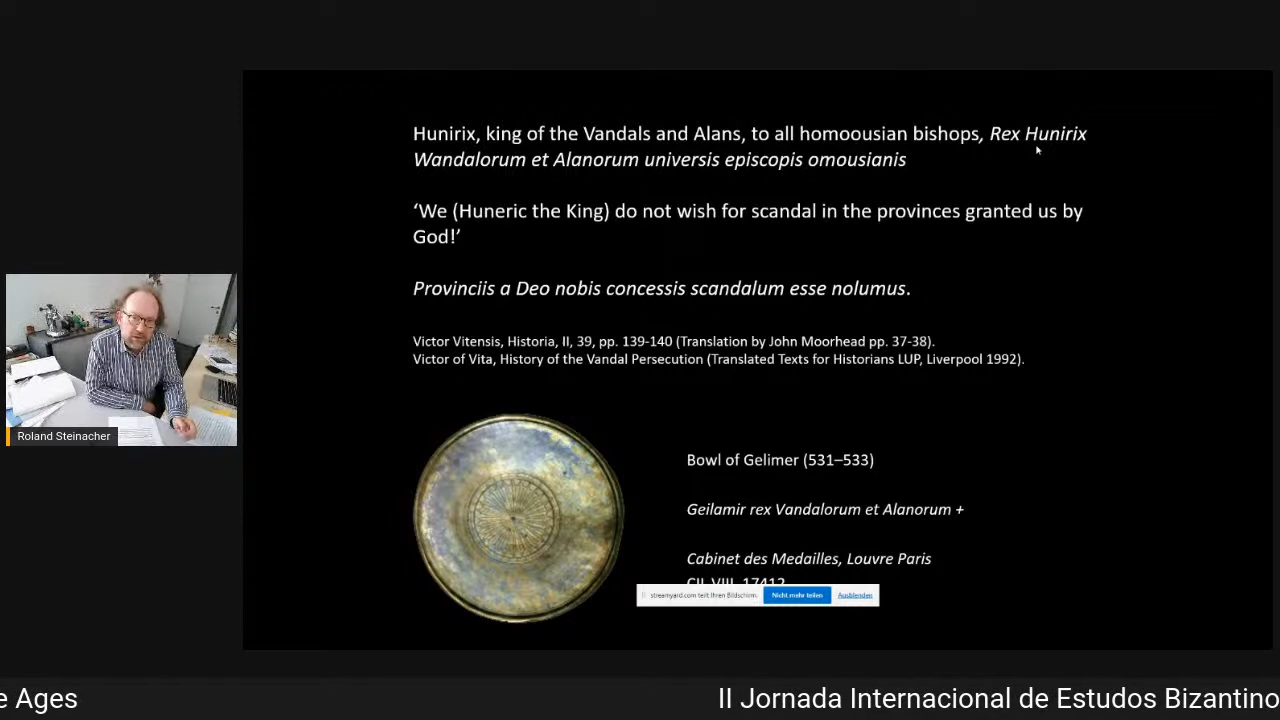 Hunirix, king of the Vandals and Alans, to all homoousian bishops, Rex Hunirix
Wandalorum et Alanorum universis episcopis omousianis
‘We (Huneric the King) do not wish for scandal in the provinces granted us by
God!’
Provinciis a Deo nobis concessis scandalum esse nolumus.
Victor Vitensis, Historia, II, 39, pp. 139-140 (Translation by John Moorhead pp. 37-38).
Victor of Vita, History of the Vandal Persecution (Translated Texts for Historians LUP, Liverpool 1992).
Roland Steinacher
Bowl of Gelimer (531–533)
Geilamir rex Vandalorum et Alanorum +
Cabinet des Medailles, Louvre Paris
CIL VIII, 17412
streamyard.com teilt Ihren Bildschirm. Nicht mehr teilen Ausblenden
e Ages II Jornada Internacional de Estudos Bizantino